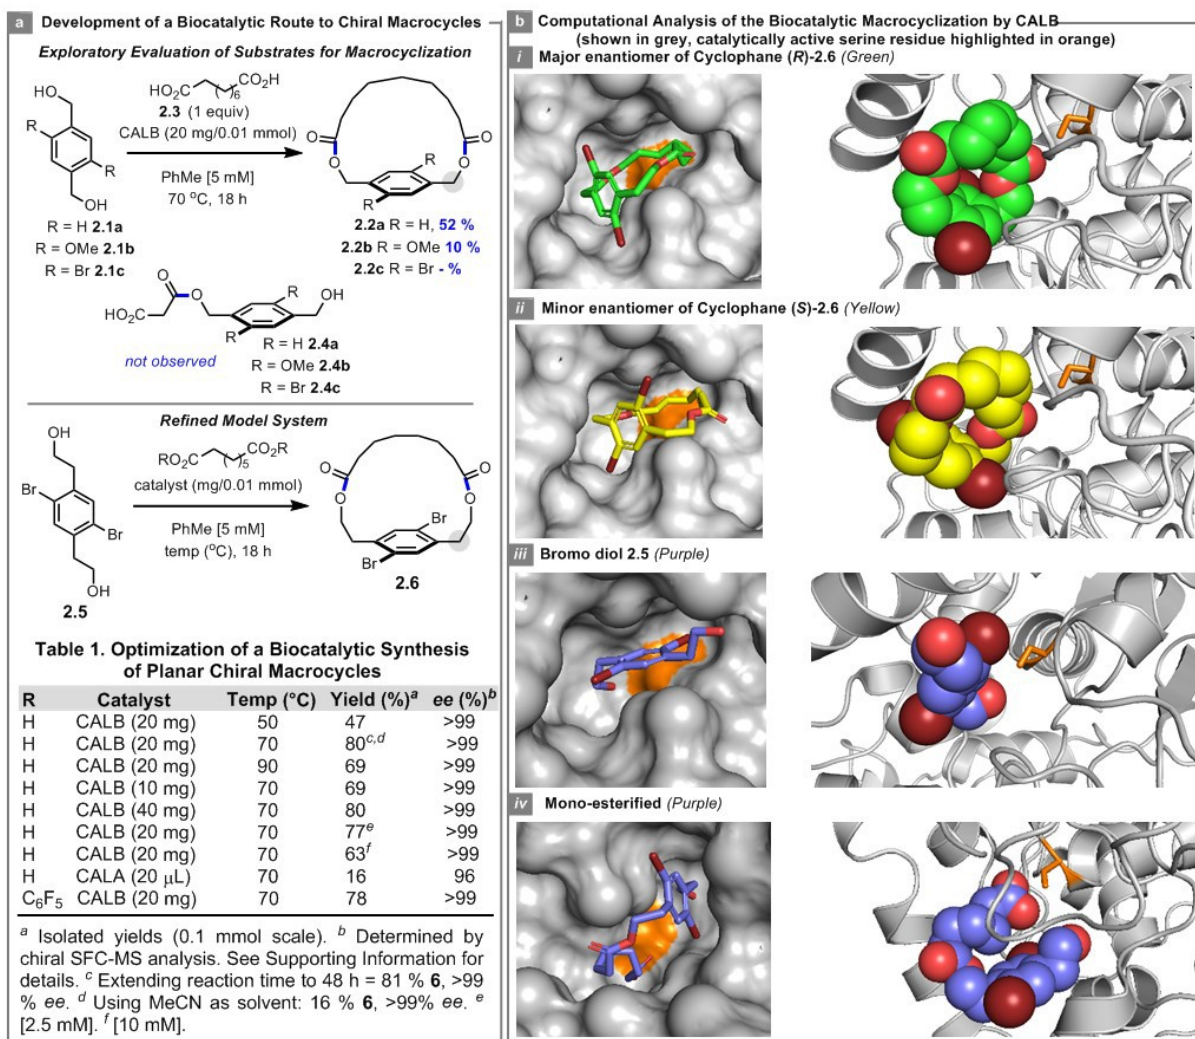 a Development of a Biocatalytic Route to Chiral Macrocycles
Exploratory Evaluation of Substrates for Macrocyclization
HO
R
R
OH
R = H 2.1a
R = OMe 2.1b
R = Br 2.1c
CO2H
HO2C ( )6
2.3 (1 equiv)
CALB (20 mg/0.01 mmol)
PhMe [5 mM]
70 °C, 18 h
O
O
O
O
R
R
2.2a R = H, 52 %
2.2b R = OMe 10 %
2.2c R = Br - %
O
O
HO2C
R
R
OH
R = H 2.4a
R = OMe 2.4b
R = Br 2.4c
not observed
Refined Model System
OH
Br
Br
OH
2.5
CO2R
RO2C ( )5
catalyst (mg/0.01 mmol)
PhMe [5 mM]
temp (°C), 18 h
O
O
O
O
Br
Br
2.6
Table 1. Optimization of a Biocatalytic Synthesis
of Planar Chiral Macrocycles
R Catalyst Temp (°C) Yield (%)a ee (%)b
H CALB (20 mg) 50 47 >99
H CALB (20 mg) 70 80c,d >99
H CALB (20 mg) 90 69 >99
H CALB (10 mg) 70 69 >99
H CALB (40 mg) 70 80 >99
H CALB (20 mg) 70 77e >99
H CALB (20 mg) 70 63f >99
H CALA (20 μL) 70 16 96
C6F5 CALB (20 mg) 70 78 >99
a Isolated yields (0.1 mmol scale). b Determined by
chiral SFC-MS analysis. See Supporting Information for
details. c Extending reaction time to 48 h = 81 % 6, >99
% ee. d Using MeCN as solvent: 16 % 6, >99% ee. e
[2.5 mM]. f [10 mM].
b Computational Analysis of the Biocatalytic Macrocyclization by CALB
(shown in grey, catalytically active serine residue highlighted in orange)
i Major enantiomer of Cyclophane (R)-2.6 (Green)
ii Minor enantiomer of Cyclophane (S)-2.6 (Yellow)
iii Bromo diol 2.5 (Purple)
iv Mono-esterified (Purple)